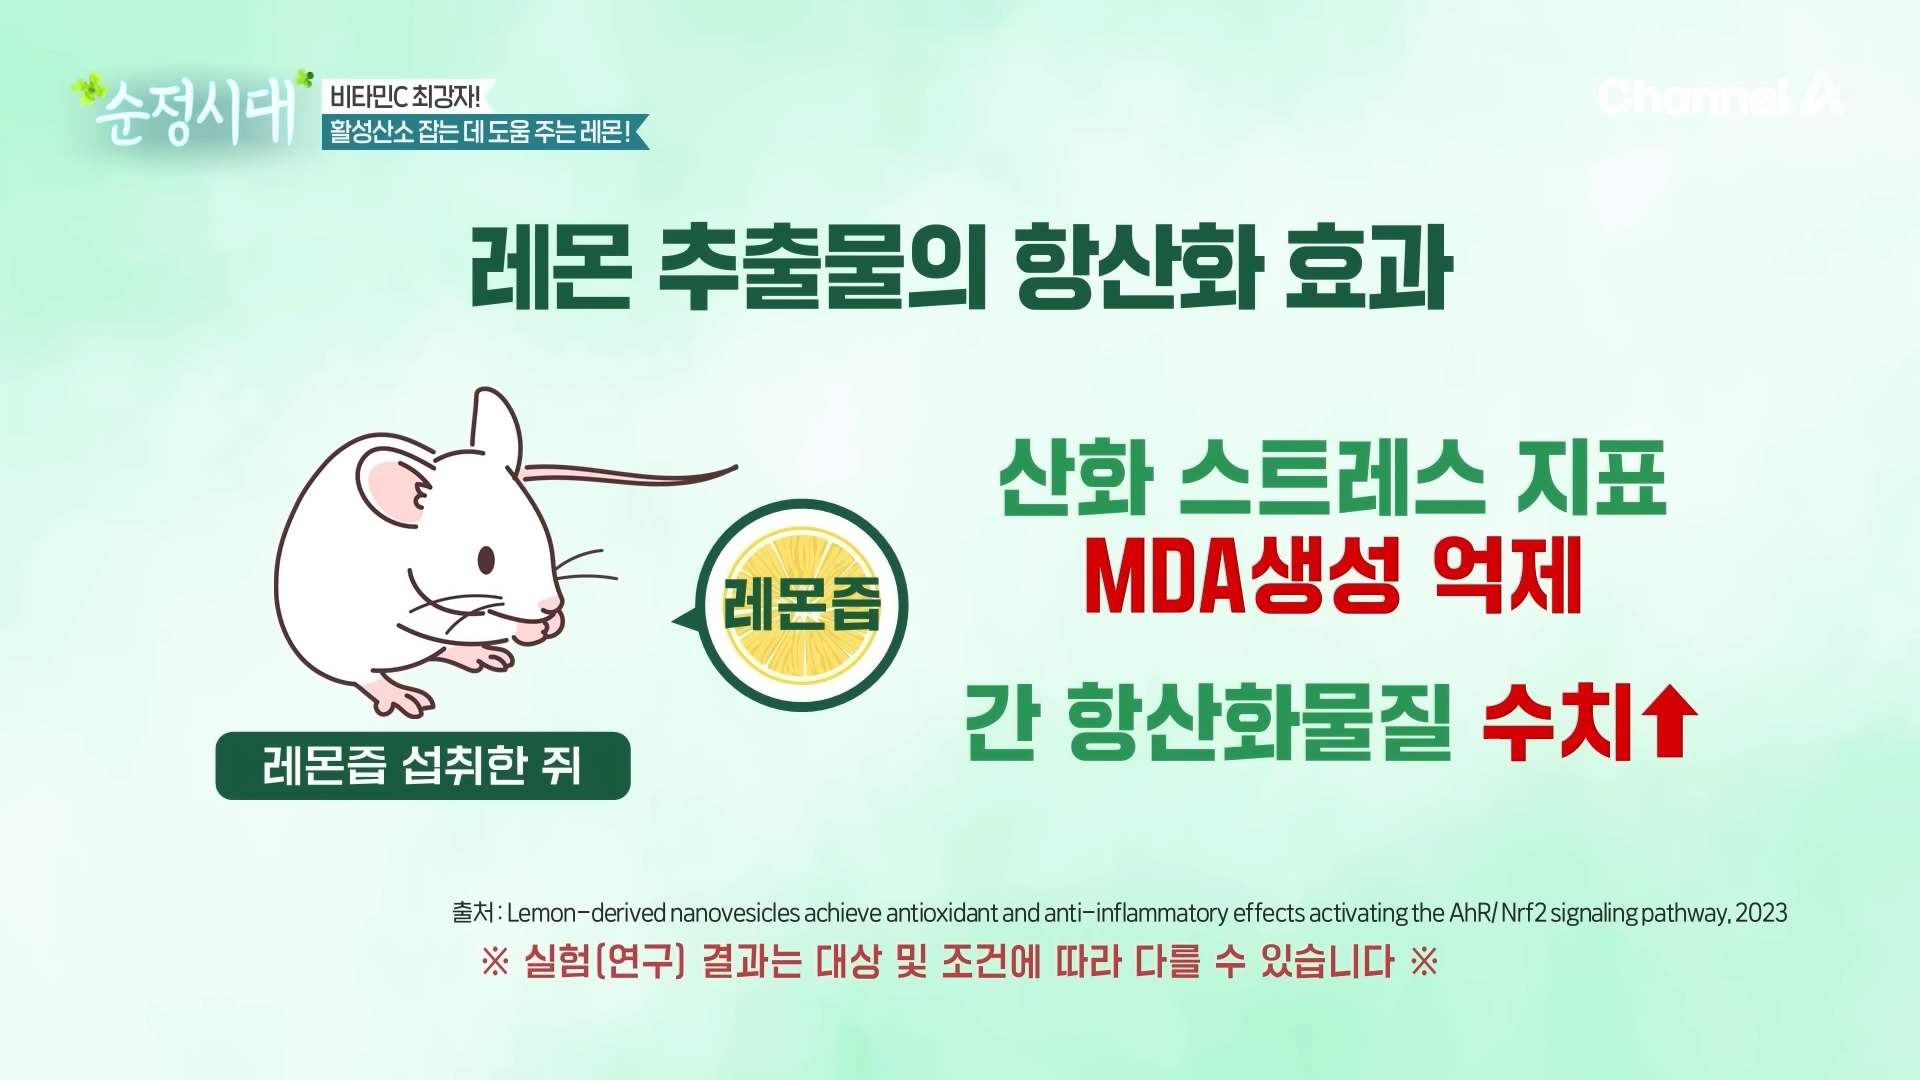 순정시대
비타민C 최강자!
활성산소 잡는 데 도움 주는 레몬!
Channel A
레몬 추출물의 항산화 효과
레몬즙
레몬즙 섭취한 쥐
산화 스트레스 지표
MDA생성 억제
간 항산화물질 수치⬆
출처 : Lemon-derived nanovesicles achieve antioxidant and anti-inflammatory effects activating the AhR/Nrf2 signaling pathway, 2023
※ 실험(연구) 결과는 대상 및 조건에 따라 다를 수 있습니다 ※